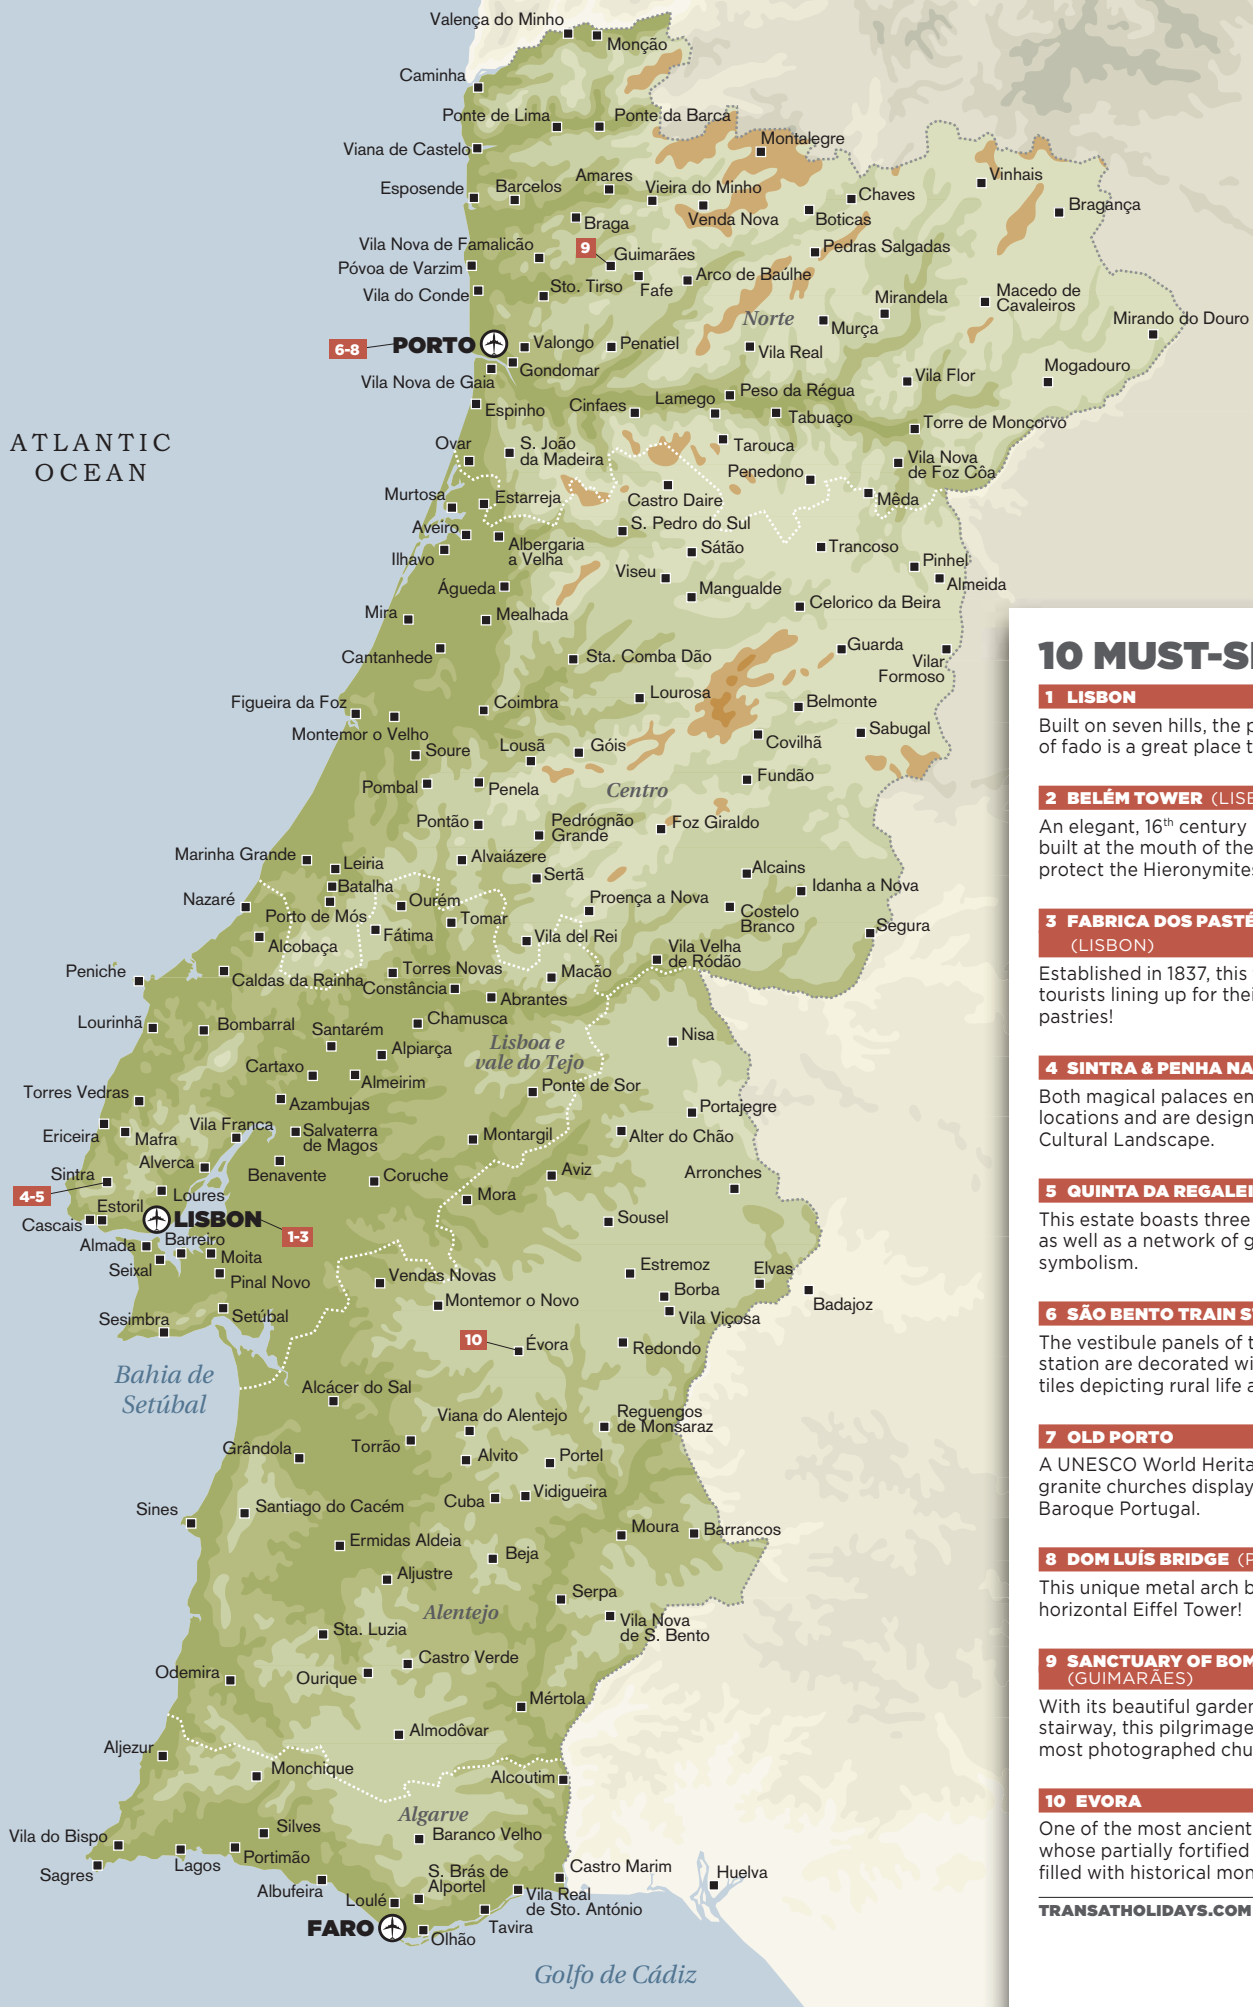 Valença do Minho
Monção
Caminha
Ponte de Lima
Ponte da Barca
Montalegre
Viana de Castelo
Vinhais
Esposende
Barcelos
Amares
Vieira do Minho
Chaves
Bragança
Braga
Venda Nova
Boticas
Vila Nova de Famalicão
9
Guimarães
Pedras Salgadas
Póvoa de Varzim
Arco de Baúlhe
Vila do Conde
Sto. Tirso
Fafe
Mirandela
Macedo de
Cavaleiros
Norte
Murça
Mirando do Douro
6-8
PORTO
Valongo
Penatiel
Vila Real
Gondomar
Vila Nova de Gaia
Vila Flor
Mogadouro
Espinho
Cinfaes
Lamego
Peso da Régua
Tabuaço
Torre de Moncorvo
ATLANTIC
OCEAN
Ovar
S. João
da Madeira
Tarouca
Vila Nova
de Foz Côa
Penedono
Murtosa
Estarreja
Castro Daire
Mêda
Aveiro
S. Pedro do Sul
Albergaria
a Velha
Sátão
Trancoso
Ilhavo
Pinhel
Viseu
Almeida
Águeda
Mangualde
Celorico da Beira
Mira
Mealhada
Cantanhede
Sta. Comba Dão
Guarda
Vilar
Formoso
Figueira da Foz
Coimbra
Lourosa
Belmonte
Montemor o Velho
Sabugal
Soure
Lousã
Góis
Covilhã
Pombal
Penela
Centro
Fundão
Pontão
Pedrógnão
Grande
Foz Giraldo
Marinha Grande
Leiria
Alvaiázere
Alcains
Batalha
Sertã
Idanha a Nova
Nazaré
Ourém
Proença a Nova
Porto de Mós
Tomar
Costelo
Branco
Segura
Alcobaça
Fátima
Vila del Rei
Vila Velha
de Ródão
Peniche
Caldas da Rainha
Torres Novas
Macão
Constância
Abrantes
Lourinhã
Bombarral
Santarém
Chamusca
Nisa
Alpiarça
Lisboa e
vale do Tejo
Cartaxo
Almeirim
Ponte de Sor
Torres Vedras
Azambujas
Portajegre
Ericeira
Mafra
Vila Franca
Salvaterra
de Magos
Montargil
Alter do Chão
Sintra
Alverca
Benavente
Coruche
Aviz
Arronches
4-5
Loures
Mora
Estoril
Cascais
LISBON
1-3
Sousel
Almada
Barreiro
Moita
Seixal
Pinal Novo
Vendas Novas
Estremoz
Elvas
Borba
Badajoz
Sesimbra
Setúbal
Montemor o Novo
Vila Viçosa
10
Évora
Redondo
Bahia de
Setúbal
Alcácer do Sal
Viana do Alentejo
Reguengos
de Monsaraz
Grândola
Torrão
Alvito
Portel
Sines
Santiago do Cacém
Cuba
Vidigueira
Ermidas Aldeia
Moura
Barrancos
Beja
Aljustre
Serpa
Alentejo
Sta. Luzia
Vila Nova
de S. Bento
Odemira
Ourique
Castro Verde
Mértola
Almodôvar
Aljezur
Monchique
Alcoutim
Algarve
Vila do Bispo
Silves
Baranco Velho
Sagres
Lagos
Portimão
Albufeira
S. Brás de
Alportel
Castro Marim
Huelva
Loulé
Vila Real
de Sto. António
FARO
Olhão
Tavira
Golfo de Cádiz
10 MUST-S
1 LISBON
Built on seven hills, the
of fado is a great place
2 BELÉM TOWER
An elegant, 16th century
built at the mouth of the
protect the Hieronymites
3 FABRICA DOS
(LISBON)
Established in 1837, this
tourists lining up for
pastries!
4 SINTRA & PENHA
Both magical palaces
locations and are
Cultural Landscape.
5 QUINTA DA
This estate boasts three
as well as a network of
symbolism.
6 SÃO BENTO TRAIN
The vestibule panels of
station are decorated
tiles depicting rural life
7 OLD PORTO
A UNESCO World
granite churches display
Baroque Portugal.
8 DOM LUÍS BRIDGE
This unique metal arch
horizontal Eiffel Tower!
9 SANCTUARY OF
(GUIMARÃES)
With its beautiful
stairway, this pilgrimage
most photographed
10 EVORA
One of the most ancient
whose partially fortified
filled with historical
TRANSATHOLIDAYS.COM